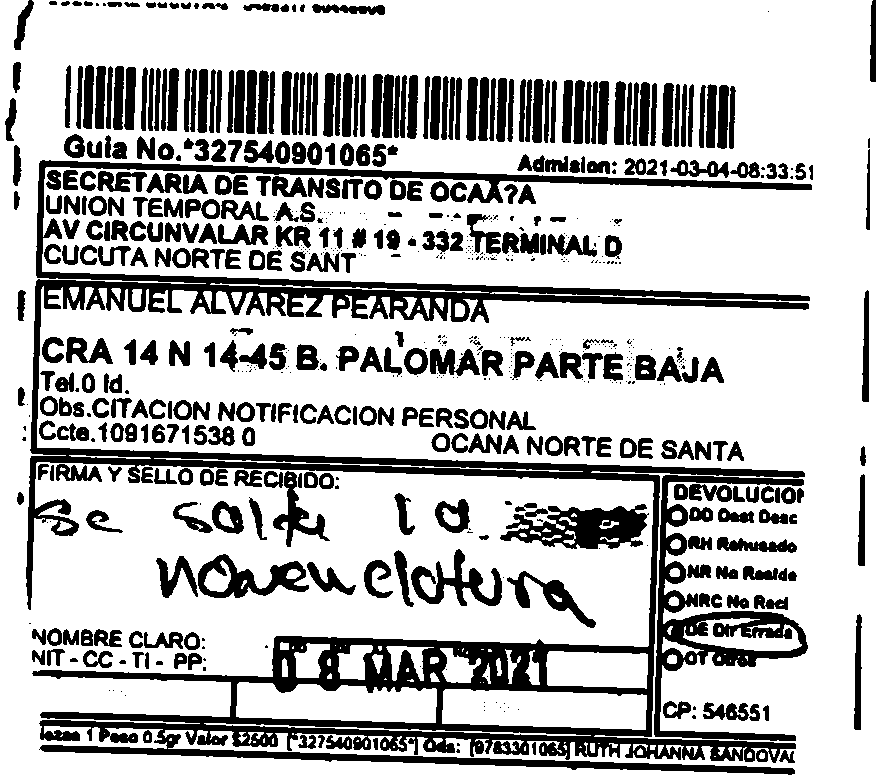 Guia No.*327540901065*
Admision: 2021-03-04-08:33:51
SECRETARIA DE TRANSITO DE OCAÃ?A
UNION TEMPORAL A.S.
AV CIRCUNVALAR KR 11 # 19 - 332 TERMINAL D
CUCUTA NORTE DE SANT
EMANUEL ALVAREZ PEARANDA
CRA 14 N 14-45 B. PALOMAR PARTE BAJA
Tel.0 Id.
Obs.CITACION NOTIFICACION PERSONAL
Ccte.1091671538 0 OCANA NORTE DE SANTA
FIRMA Y SELLO DE RECIBIDO:
Se salta la
nomenclatura
NOMBRE CLARO:
NIT - CC - TI - PP:
08 MAR 2021
DEVOLUCION
DD Dest Desc
RH Rehusado
NR No Reside
NRC No Recl
DE Dir Errada
OT Otros
CP: 546551
iezas 1 Peso 0.5gr Valor $2500 [*327540901065*] Oda: [9783301065] RUTH JOHANNA SANDOVAL